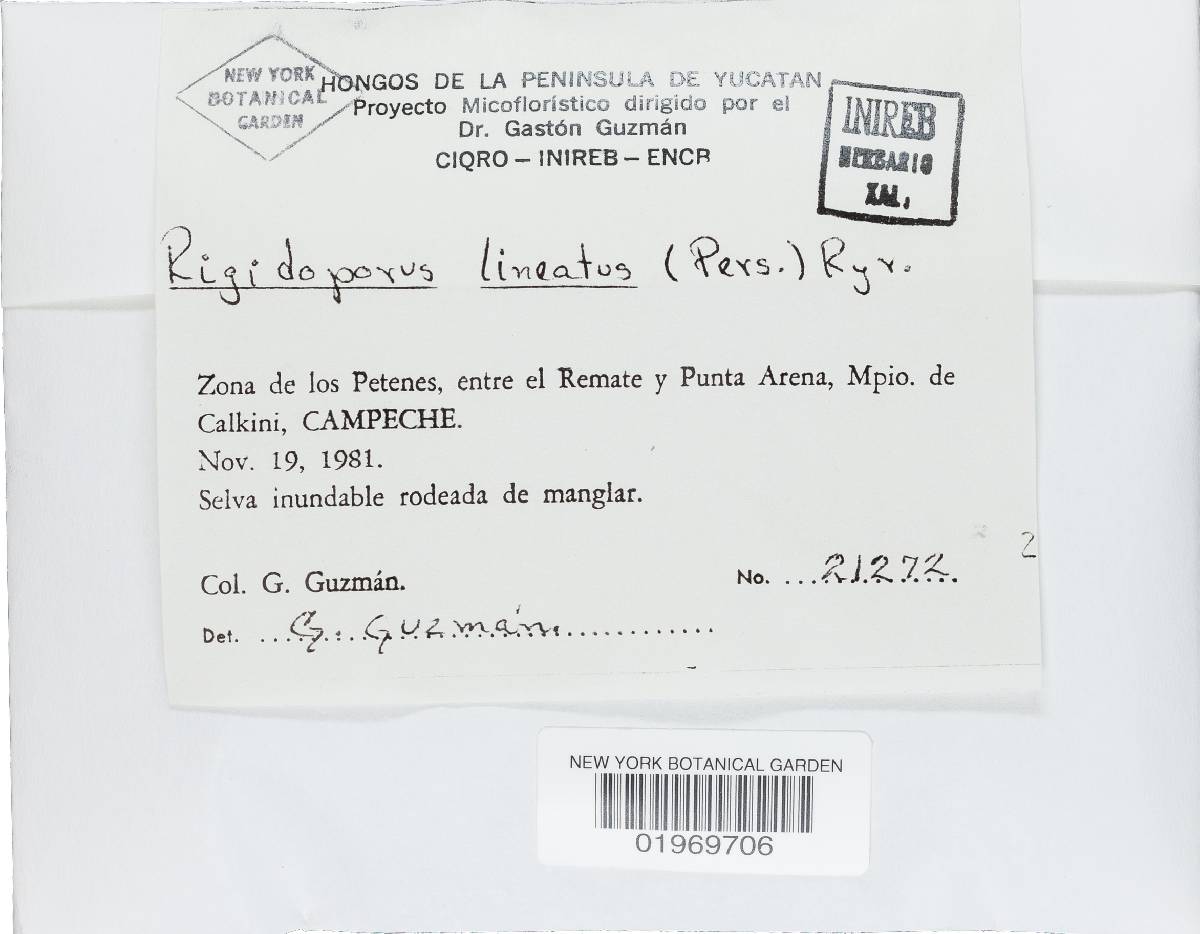 NEW YORK
BOTANICAL
GARDEN
HONGOS DE LA PENINSULA DE YUCATAN
Proyecto Micoflorístico dirigido por el
Dr. Gastón Guzmán
CIQRO – INIREB – ENCB
INIREB
HERBARIO
XAL.
Rigidoporus lineatus (Pers.) Ryv.
Zona de los Petenes, entre el Remate y Punta Arena, Mpio. de
Calkini, CAMPECHE.
Nov. 19, 1981.
Selva inundable rodeada de manglar.
2
Col. G. Guzmán.
No. ...21272.
Det. ....G....Guzmán..............
NEW YORK BOTANICAL GARDEN
01969706